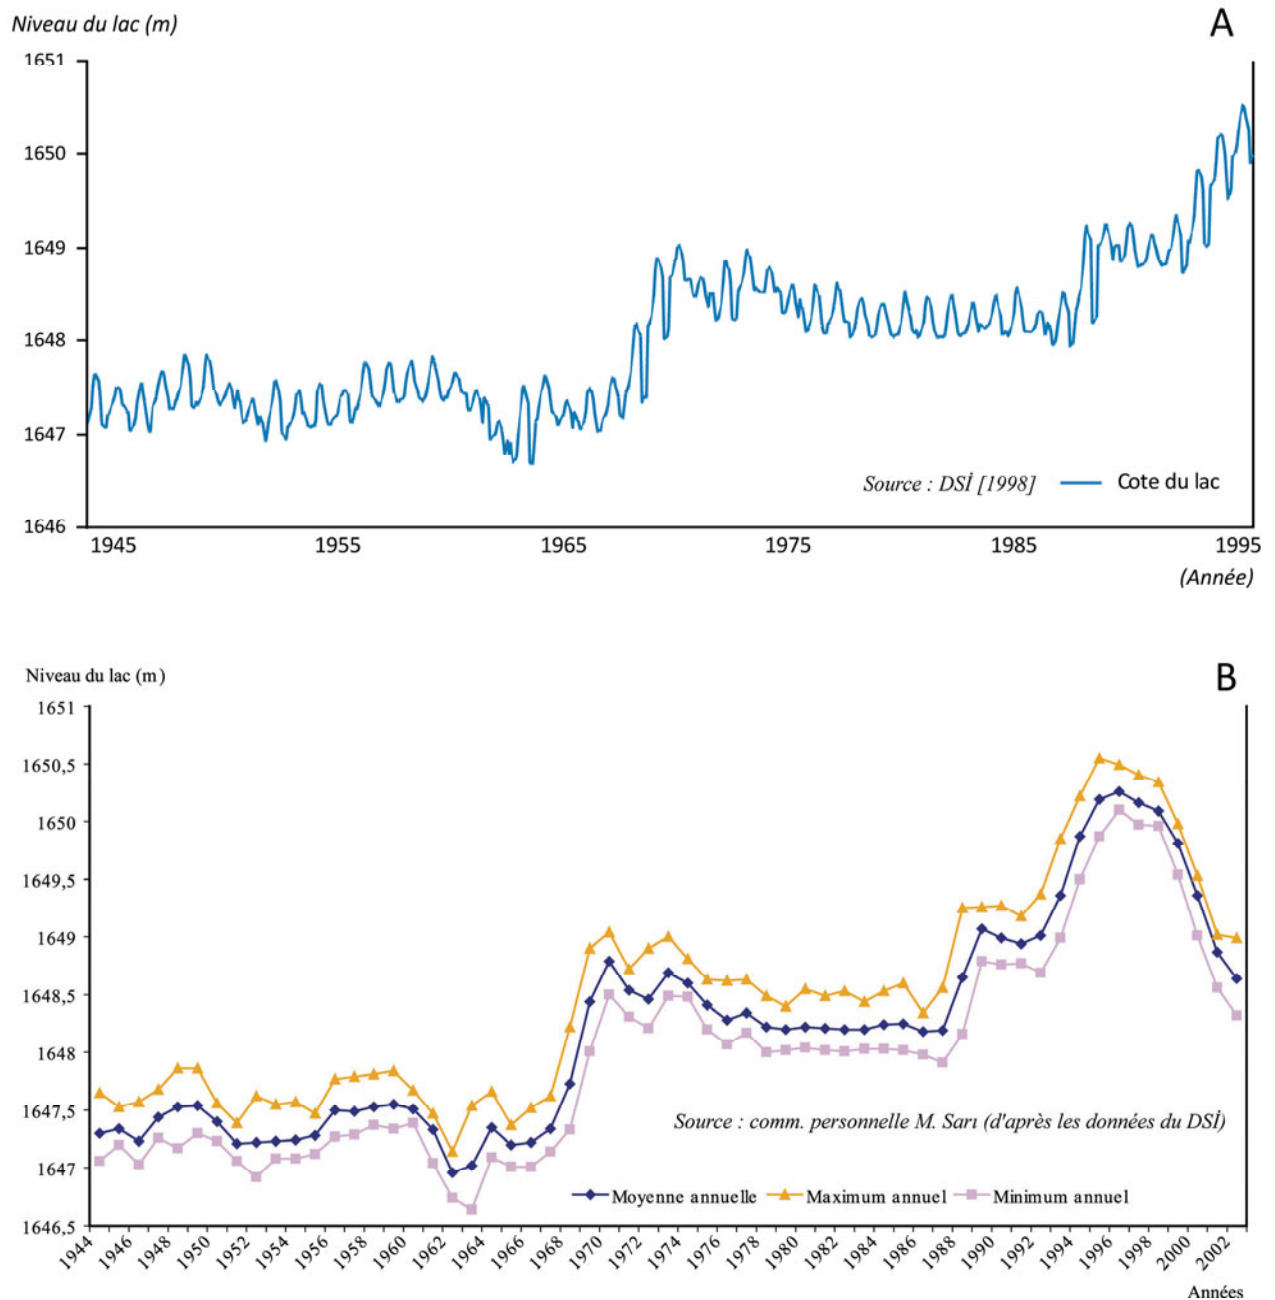 Niveau du lac (m)
A
1651
1650
1649
1648
1647
1646
Source : DSİ [1998]
Cote du lac
1945 1955 1965 1975 1985 1995
(Année)
Niveau du lac (m)
B
1651
1650,5
1650
1649,5
1649
1648,5
1648
1647,5
1647
1646,5
Source : comm. personnelle M. Sarı (d'après les données du DSİ)
Moyenne annuelle Maximum annuel Minimum annuel
1944 1946 1948 1950 1952 1954 1956 1958 1960 1962 1964 1966 1968 1970 1972 1974 1976 1978 1980 1982 1984 1986 1988 1990 1992 1994 1996 1998 2000 2002
Années